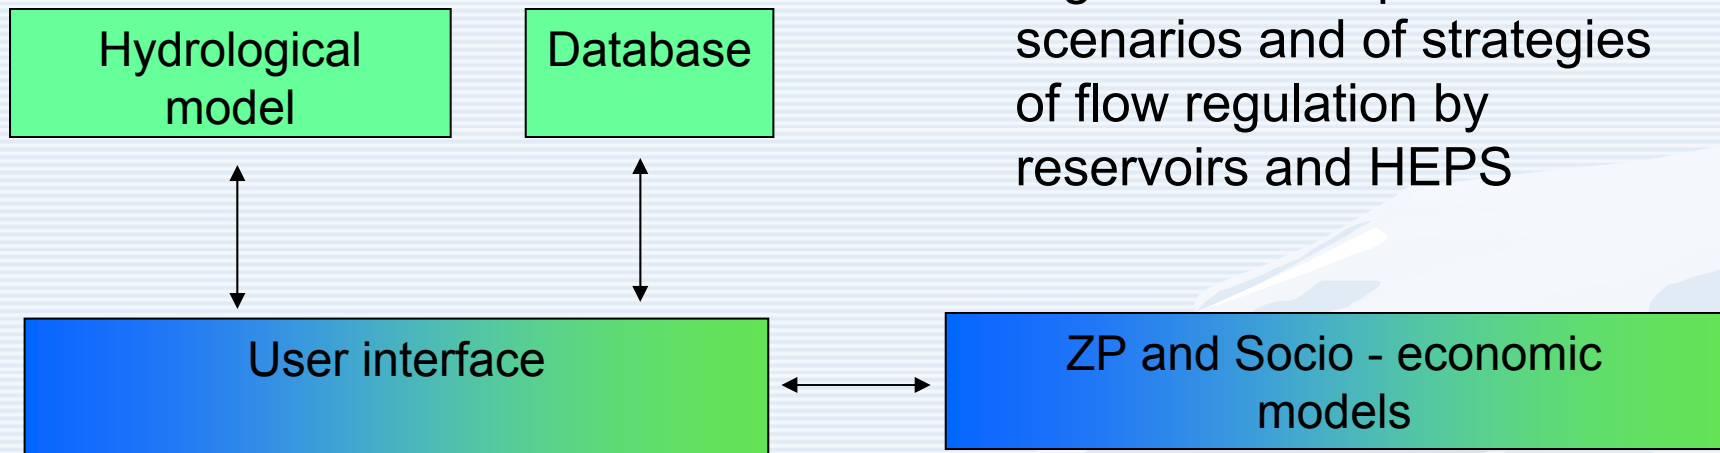 Hydrological
model
Database
scenarios and of strategies
of flow regulation by
reservoirs and HEPS
User interface
ZP and Socio - economic
models